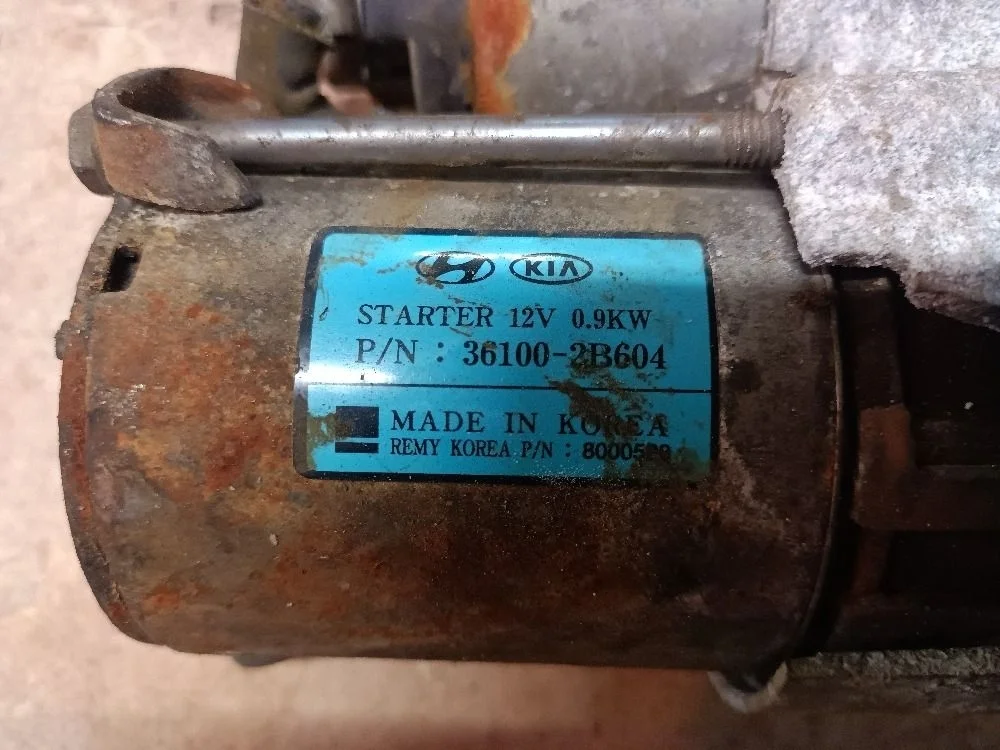 KIA
STARTER 12V 0.9KW
P/N : 36100-2B604
MADE IN KOREA
REMY KOREA P/N :